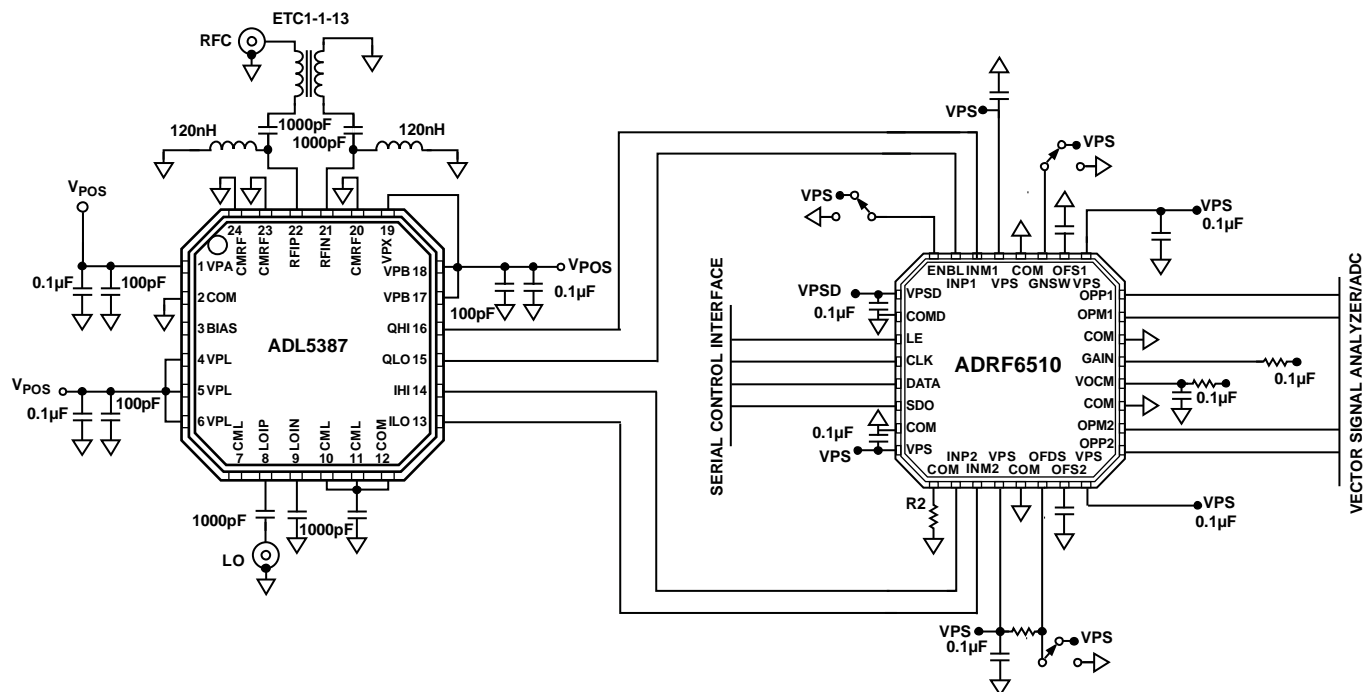 ETC1-1-13
RFC
1000pF
1000pF
120nH
120nH
VPOS
0.1µF
100pF
24
CMRF
23
CMRF
22
RFIP
21
RFIN
20
CMRF
19
VPX
1 VPA
2 COM
3 BIAS
4 VPL
5 VPL
6 VPL
ADL5387
VPB 18
VPB 17
QHI 16
QLO 15
IHI 14
ILO 13
CML
7
LOIP
8
LOIN
9
CML
10
CML
11
COM
12
VPOS
0.1µF
100pF
VPOS
100pF
0.1µF
1000pF
1000pF
LO
VPS
VPS
VPS
VPS
0.1µF
ENBL INM1 COM OFS1
INP1 VPS GNSW VPS
VPSD
0.1µF
VPSD
COMD
LE
CLK
DATA
SDO
COM
VPS
0.1µF
VPS
SERIAL CONTROL INTERFACE
ADRF6510
OPP1
OPM1
COM
GAIN
VOCM
COM
OPM2
OPP2
0.1µF
0.1µF
INP2 VPS OFDS VPS
COM INM2 COM OFS2
R2
VPS
0.1µF
VPS
0.1µF
VPS
VECTOR SIGNAL ANALYZER/ADC